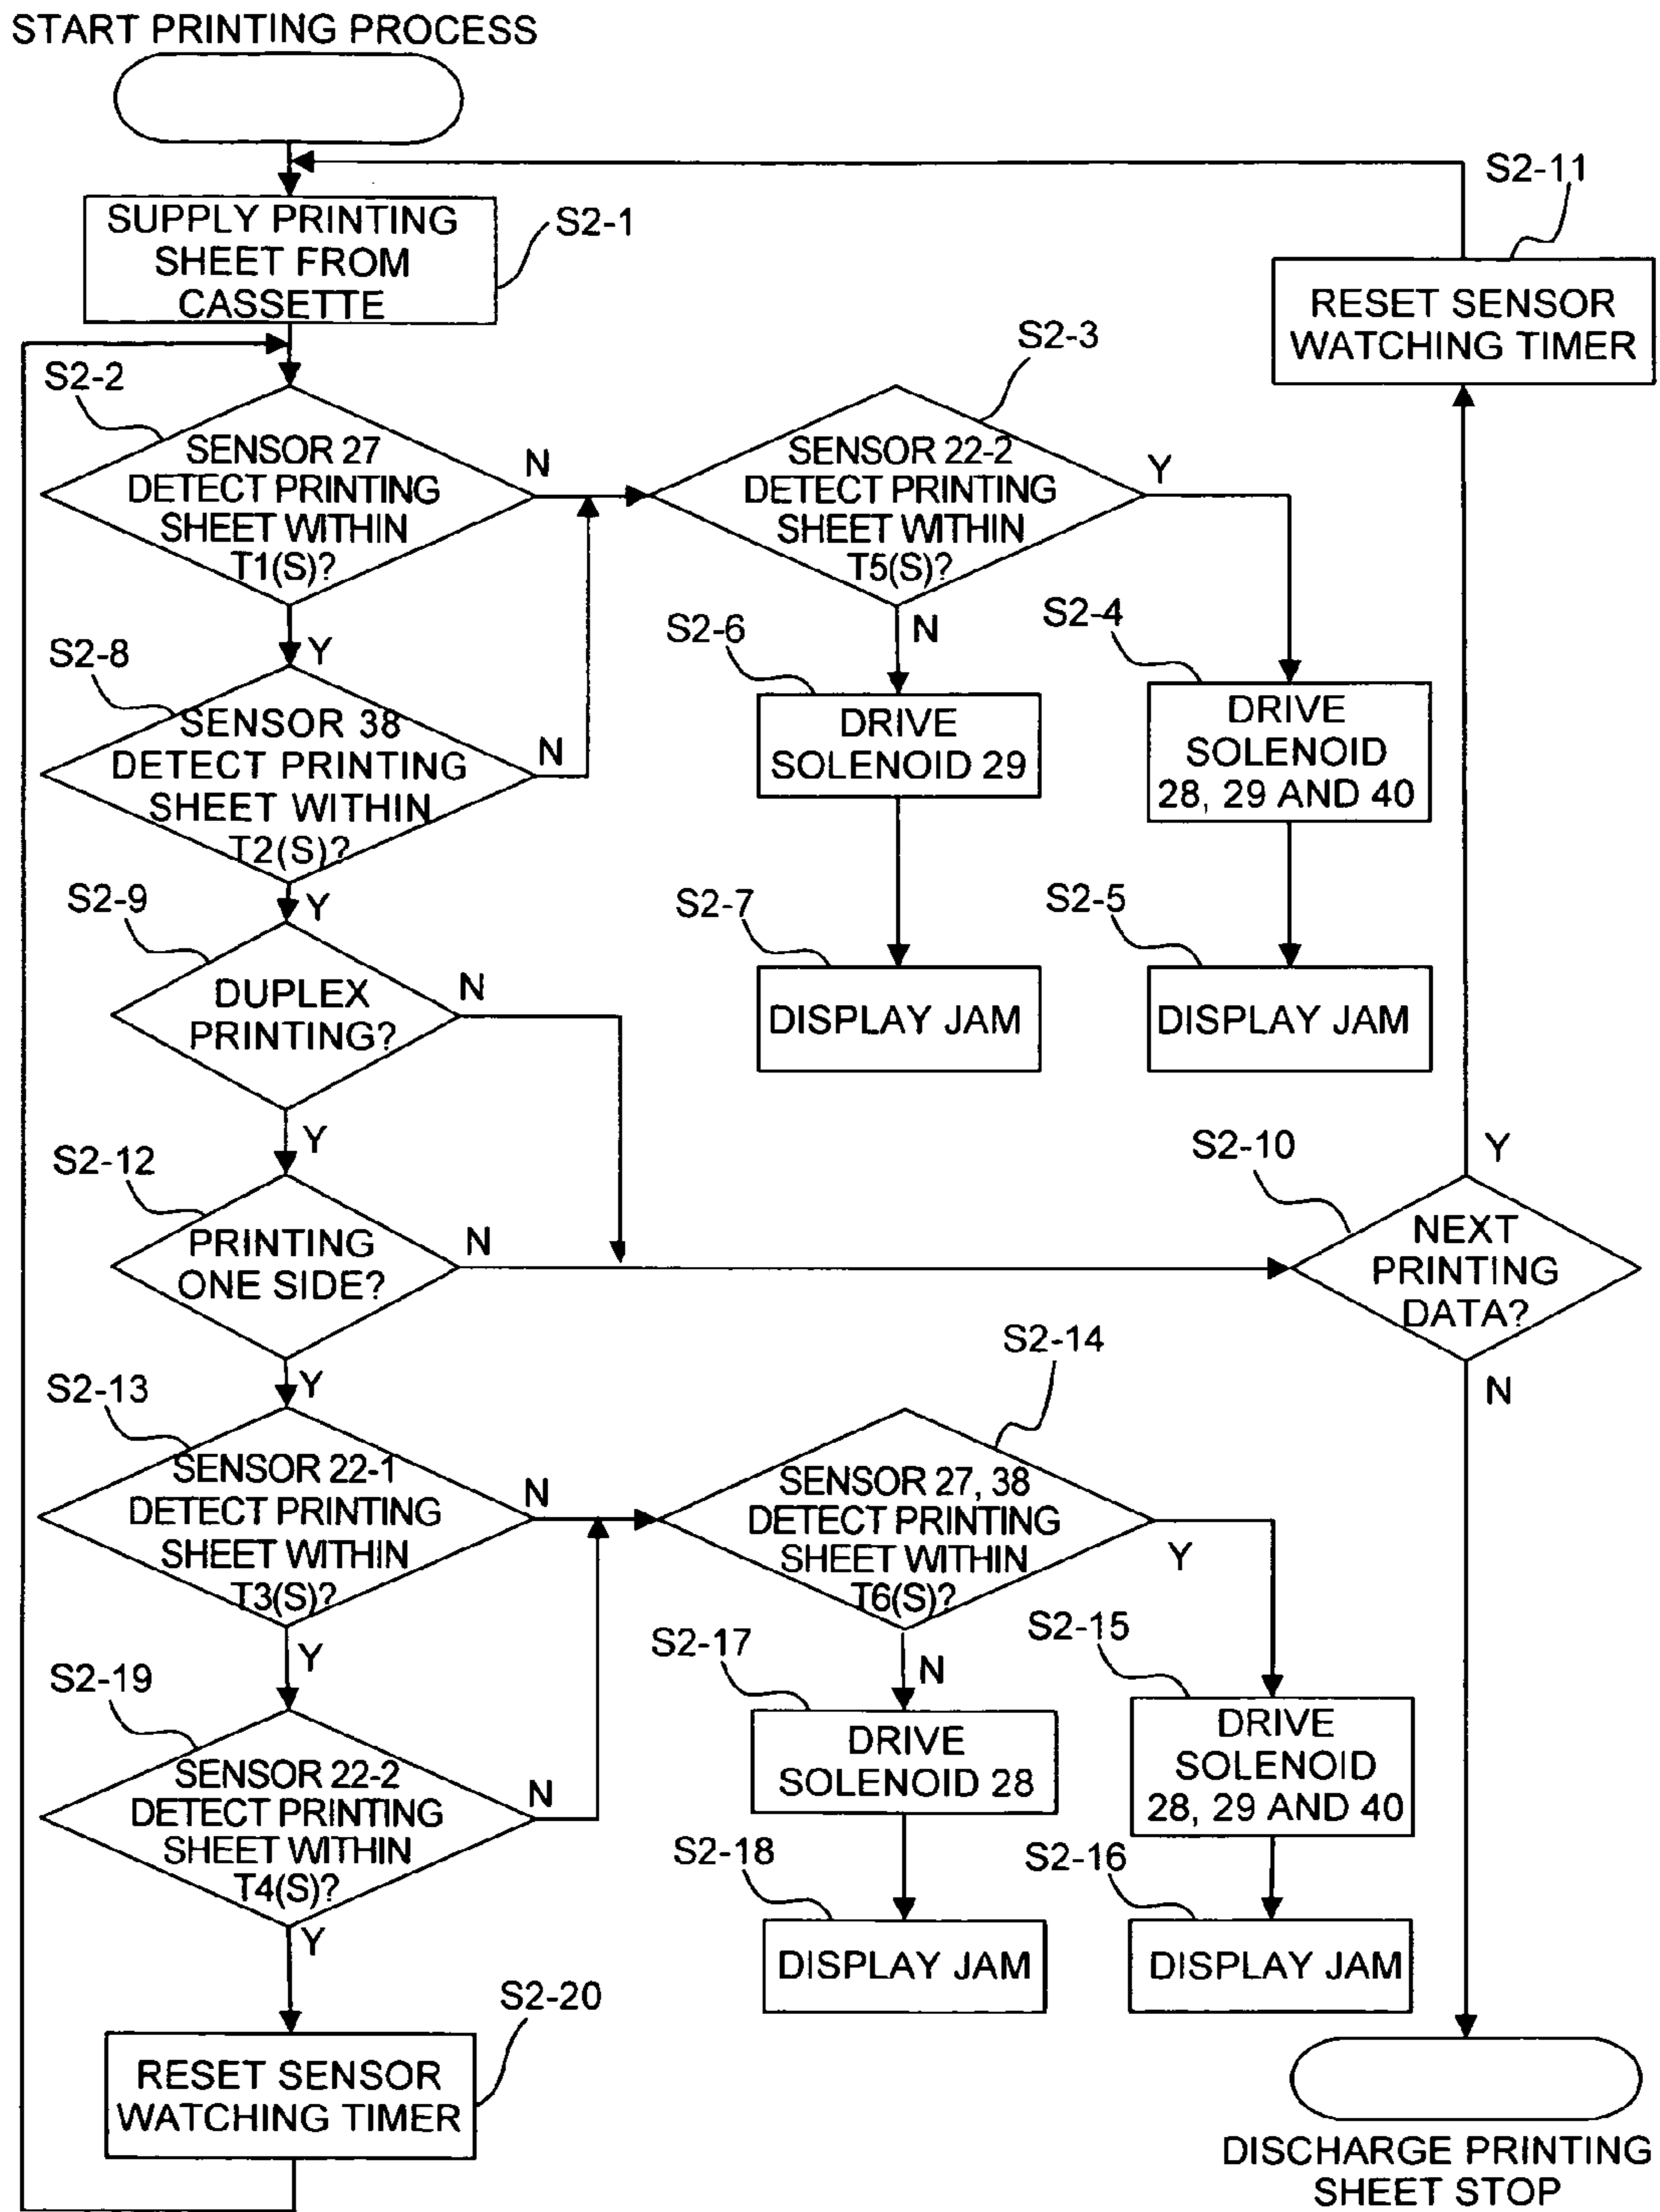 START PRINTING PROCESS
S2-11
SUPPLY PRINTING
SHEET FROM
CASSETTE
S2-1
RESET SENSOR
WATCHING TIMER
S2-2
SENSOR 27
DETECT PRINTING
SHEET WITHIN
T1(S)?
N
Y
S2-3
SENSOR 22-2
DETECT PRINTING
SHEET WITHIN
T5(S)?
Y
N
S2-8
SENSOR 38
DETECT PRINTING
SHEET WITHIN
T2(S)?
N
Y
S2-6
DRIVE
SOLENOID 29
S2-4
DRIVE
SOLENOID
28, 29 AND 40
S2-7
DISPLAY JAM
S2-5
DISPLAY JAM
S2-9
DUPLEX
PRINTING?
N
Y
S2-12
PRINTING
ONE SIDE?
N
Y
S2-10
Y
NEXT
PRINTING
DATA?
N
S2-13
SENSOR 22-1
DETECT PRINTING
SHEET WITHIN
T3(S)?
N
Y
S2-14
SENSOR 27, 38
DETECT PRINTING
SHEET WITHIN
T6(S)?
Y
N
S2-19
SENSOR 22-2
DETECT PRINTING
SHEET WITHIN
T4(S)?
N
Y
S2-17
DRIVE
SOLENOID 28
S2-15
DRIVE
SOLENOID
28, 29 AND 40
S2-18
DISPLAY JAM
S2-16
DISPLAY JAM
S2-20
RESET SENSOR
WATCHING TIMER
DISCHARGE PRINTING
SHEET STOP